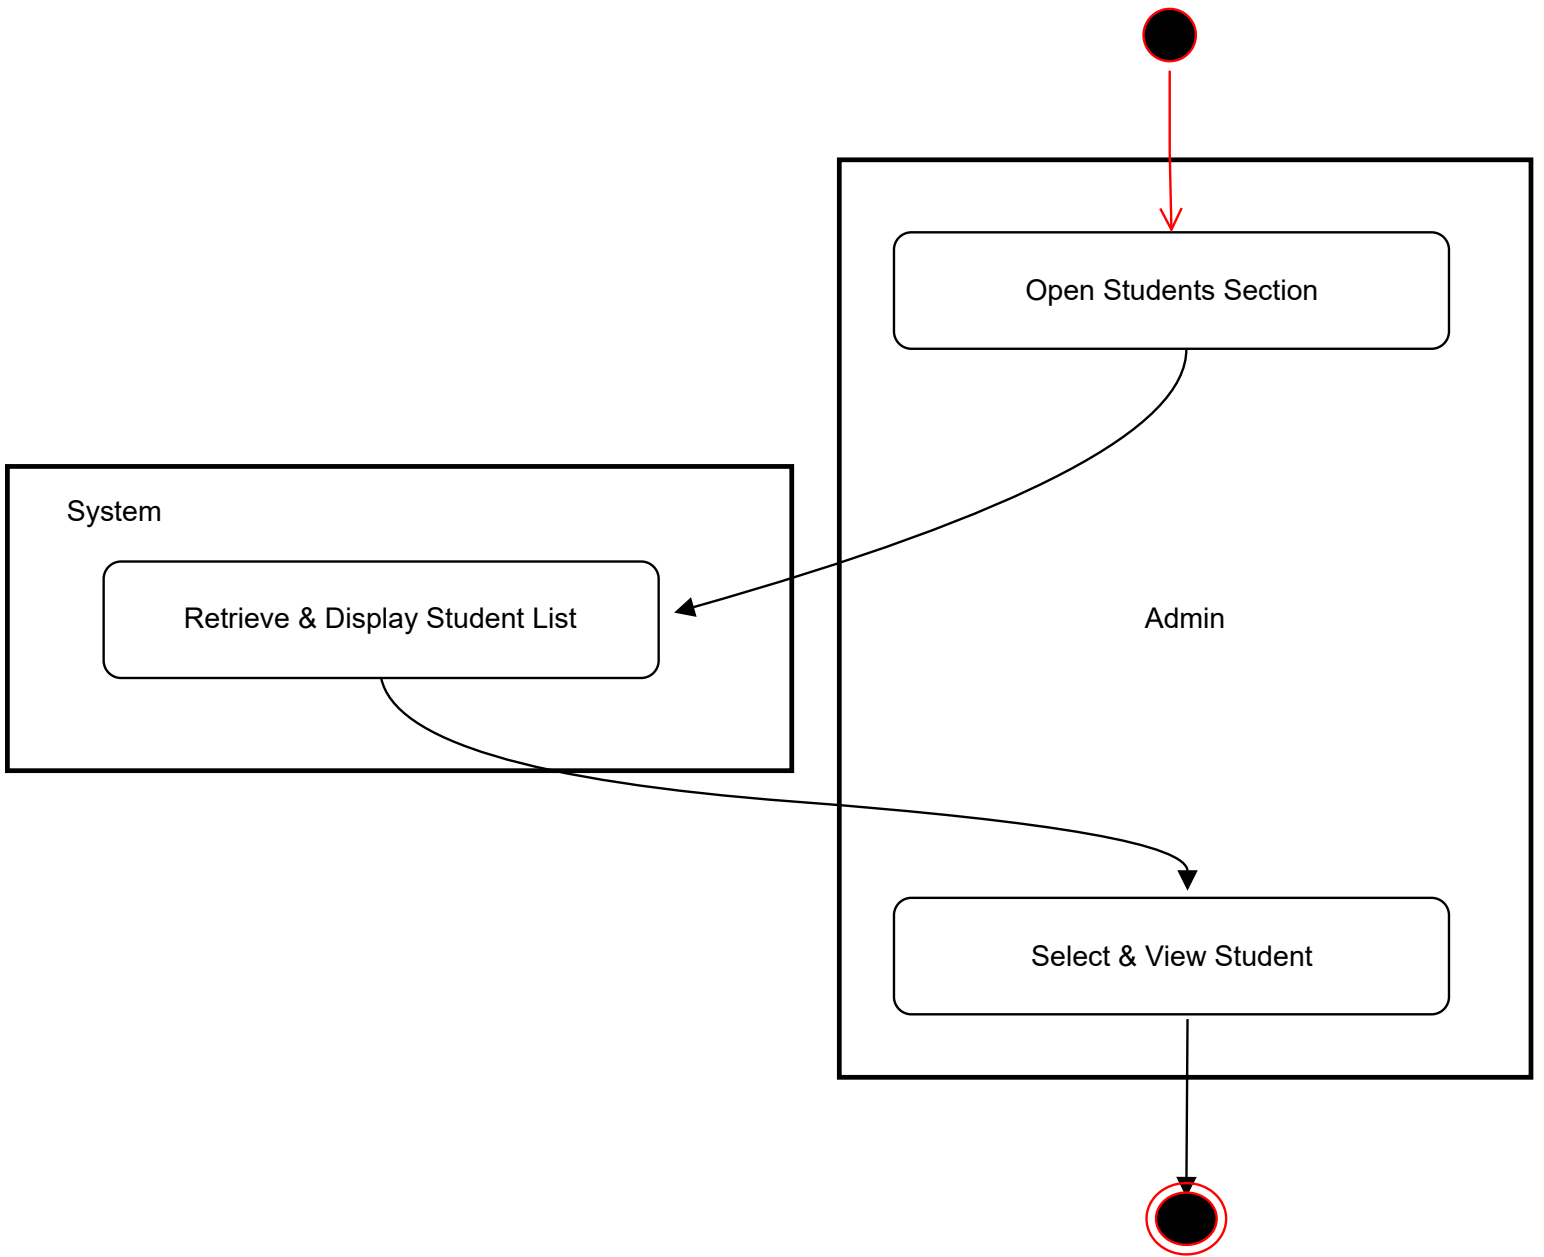 Open Students Section
System
Retrieve & Display Student List
Admin
Select & View Student